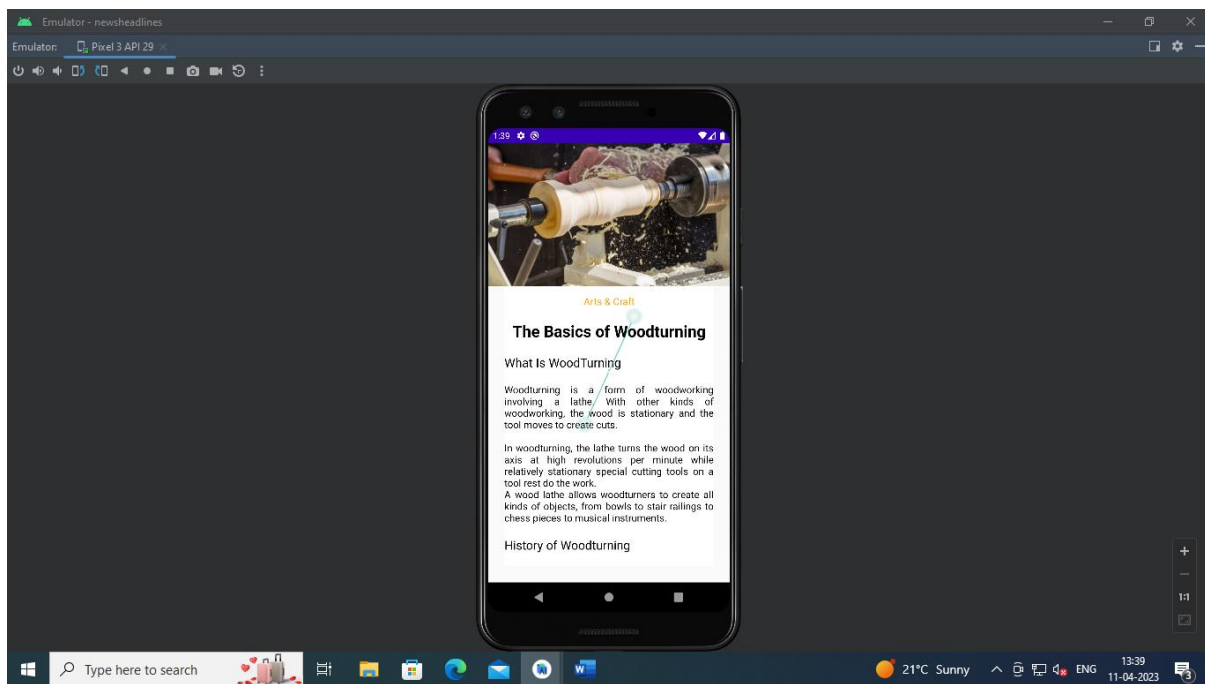 Emulator - newsheadlines
Emulator:
Pixel 3 API 29
1:39
Arts & Craft
The Basics of Woodturning
What Is WoodTurning
Woodturning is a form of woodworking
involving a lathe. With other kinds of
woodworking, the wood is stationary and the
tool moves to create cuts.
In woodturning, the lathe turns the wood on its
axis at high revolutions per minute while
relatively stationary special cutting tools on a
tool rest do the work.
A wood lathe allows woodturners to create all
kinds of objects, from bowls to stair railings to
chess pieces to musical instruments.
History of Woodturning
1:1
Type here to search
21°C Sunny
ENG
13:39
11-04-2023
3